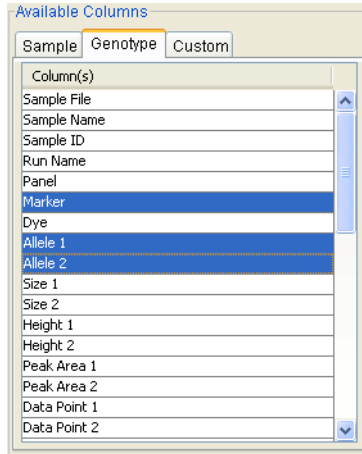 Available Columns
Sample Genotype Custom
Column(s)
Sample File
Sample Name
Sample ID
Run Name
Panel
Marker
Dye
Allele 1
Allele 2
Size 1
Size 2
Height 1
Height 2
Peak Area 1
Peak Area 2
Data Point 1
Data Point 2